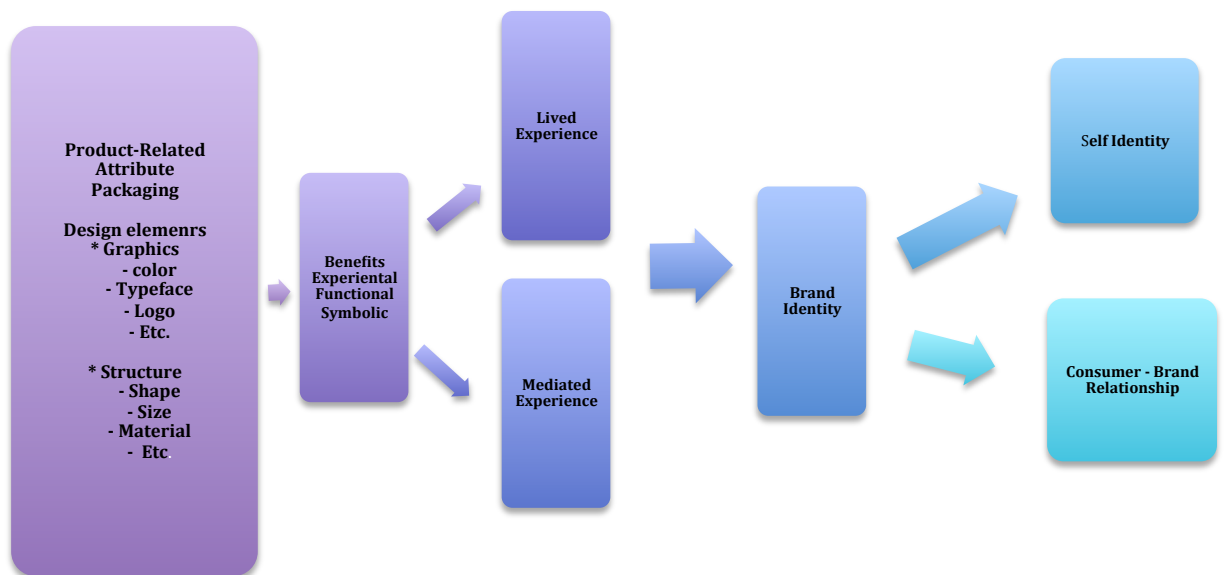 Product-Related
Attribute
Packaging
Design elemenrs
* Graphics
- color
- Typeface
- Logo
- Etc.
* Structure
- Shape
- Size
- Material
- Etc.
Benefits
Experiental
Functional
Symbolic
Lived
Experience
Mediated
Experience
Brand
Identity
Self Identity
Consumer - Brand
Relationship